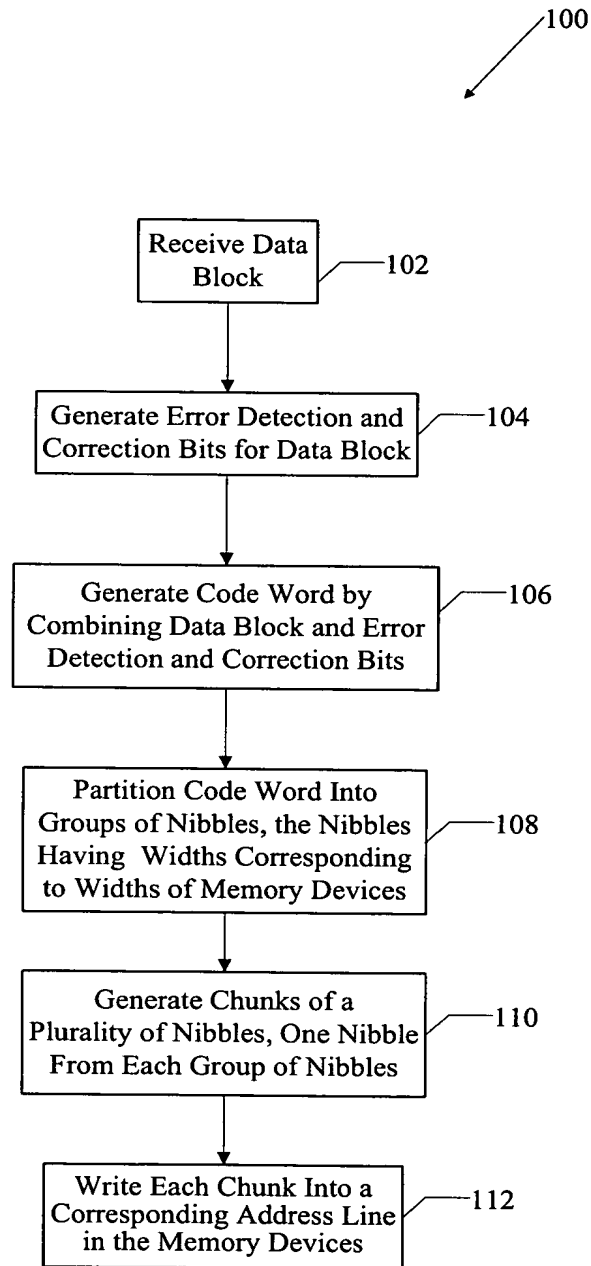 100
Receive Data
Block
102
Generate Error Detection and
Correction Bits for Data Block
104
Generate Code Word by
Combining Data Block and Error
Detection and Correction Bits
106
Partition Code Word Into
Groups of Nibbles, the Nibbles
Having Widths Corresponding
to Widths of Memory Devices
108
Generate Chunks of a
Plurality of Nibbles, One Nibble
From Each Group of Nibbles
110
Write Each Chunk Into a
Corresponding Address Line
in the Memory Devices
112